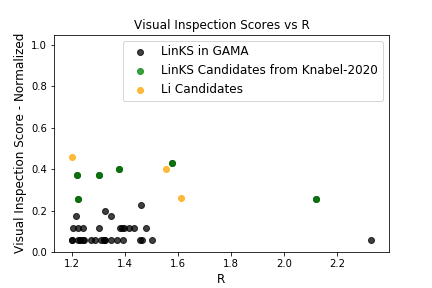 Visual Inspection Scores vs R
Visual Inspection Score - Normalized
1.0
0.8
0.6
0.4
0.2
0.0
LinKS in GAMA
LinKS Candidates from Knabel-2020
Li Candidates
1.2 1.4 1.6 1.8 2.0 2.2
R